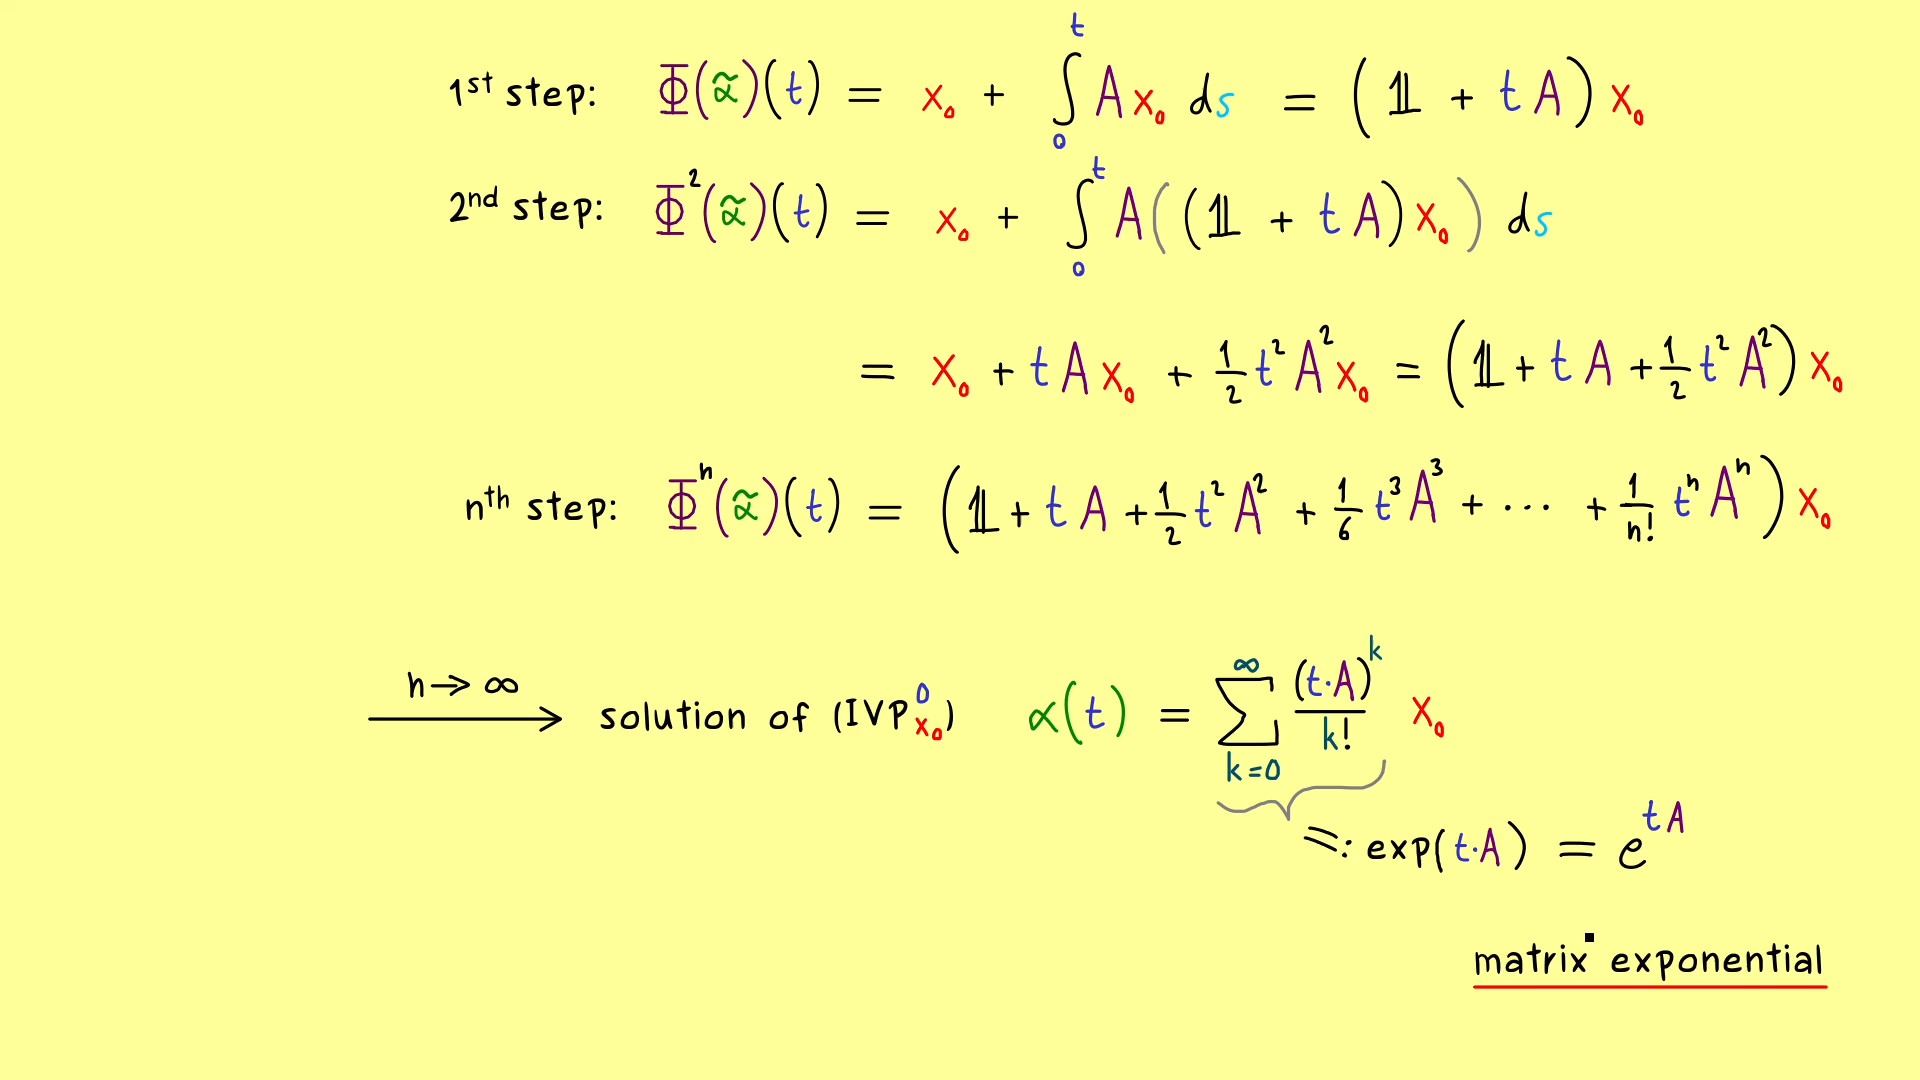 1st step: Φ(α̃)(t) = x₀ + ∫₀ᵗ A x₀ ds = (𝟙 + t A) x₀
2nd step: Φ²(α̃)(t) = x₀ + ∫₀ᵗ A((𝟙 + t A) x₀) ds
= x₀ + t A x₀ + 1/2 t² A² x₀ = (𝟙 + t A + 1/2 t² A²) x₀
nth step: Φⁿ(α̃)(t) = (𝟙 + t A + 1/2 t² A² + 1/6 t³ A³ + ··· + 1/n! tⁿ Aⁿ) x₀
n → ∞
⟶ solution of (IVP⁰ₓ₀) α(t) = ∑_{k=0}^{∞} (t·A)ᵏ/k! x₀
=: exp(t·A) = e^{tA}
matrix exponential